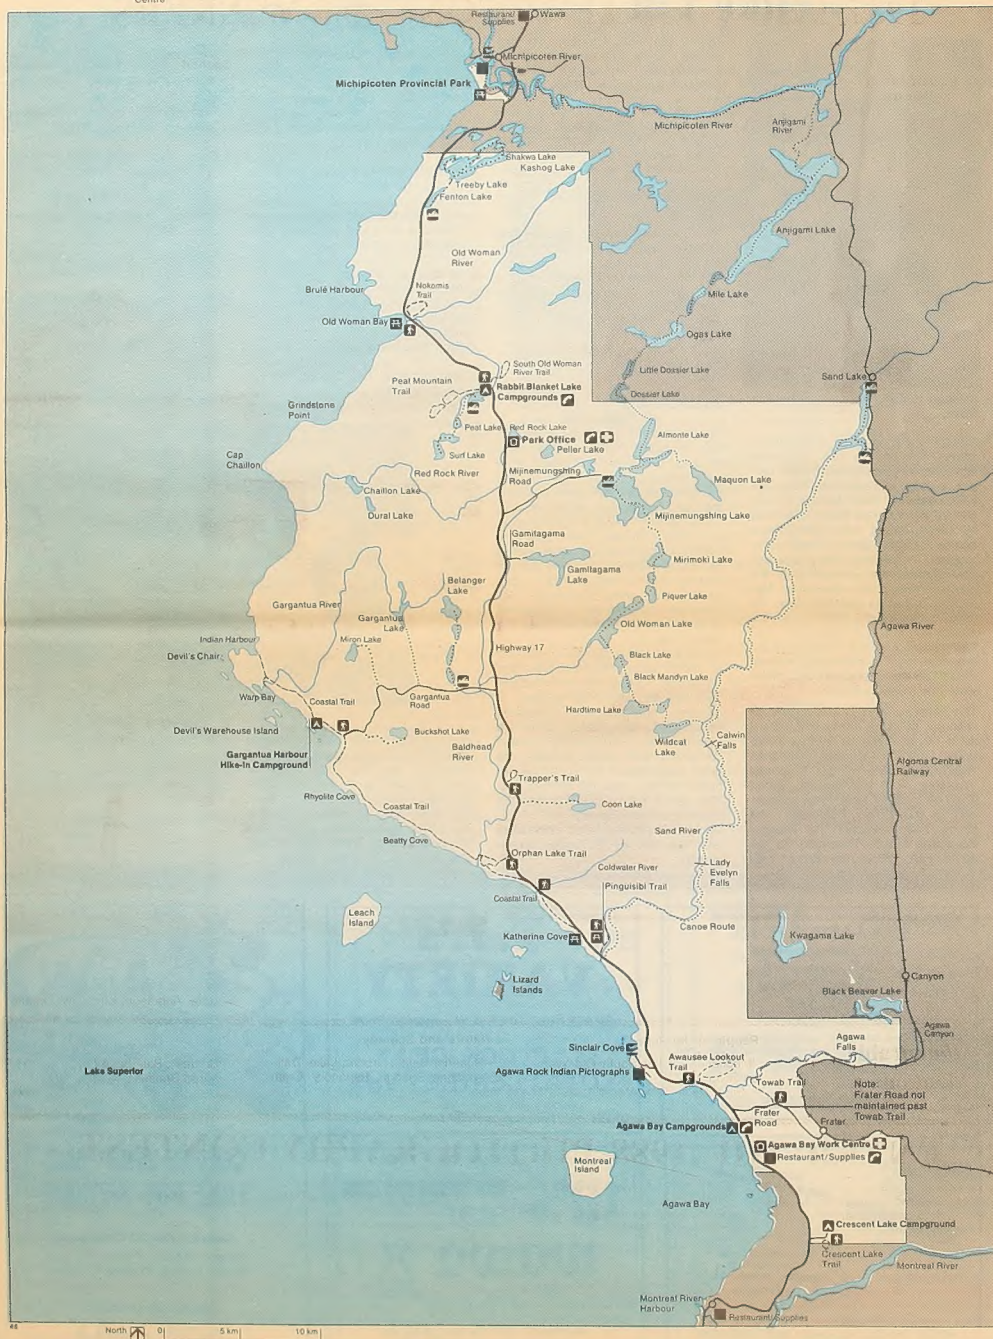 Centre
Restaurant/
Supplies
Wawa
Michipicoten River
Michipicoten Provincial Park
Michipicoten River
Anjigami
River
Shakwa Lake
Kashog Lake
Treeby Lake
Fenton Lake
Anjigami Lake
Old Woman
River
Brulé Harbour
Nokomis
Trail
Mile Lake
Old Woman Bay
Ogas Lake
South Old Woman
River Trail
Little Dossier Lake
Sand Lake
Peat Mountain
Trail
Rabbit Blanket Lake
Campgrounds
Dossier Lake
Grindstone
Point
Peat Lake
Red Rock Lake
Park Office
Almonte Lake
Peller Lake
Surf Lake
Cap
Chaillon
Red Rock River
Mijinemungshing
Road
Maquon Lake
Chaillon Lake
Dural Lake
Mijinemungshing Lake
Gamitagama
Road
Mirimoki Lake
Gamitagama
Lake
Belanger
Lake
Piquer Lake
Gargantua River
Gargantua
Lake
Old Woman Lake
Agawa River
Indian Harbour
Miron Lake
Highway 17
Devil's Chair
Black Lake
Black Mandyn Lake
Warp Bay
Coastal Trail
Gargantua
Road
Hardtime Lake
Devil's Warehouse Island
Buckshot Lake
Wildcat
Lake
Calwin
Falls
Gargantua Harbour
Hike-In Campground
Baldhead
River
Algoma Central
Railway
Trapper's Trail
Rhyolite Cove
Coastal Trail
Coon Lake
Sand River
Beatty Cove
Orphan Lake Trail
Coldwater River
Lady
Evelyn
Falls
Pinguisibi Trail
Coastal Trail
Leach
Island
Canoe Route
Katherine Cove
Kwagama Lake
Lizard
Islands
Canyon
Black Beaver Lake
Agawa
Canyon
Agawa
Falls
Sinclair Cove
Awausee Lookout
Trail
Lake Superior
Agawa Rock Indian Pictographs
Towab Trail
Note:
Frater Road not
maintained past
Towab Trail
Frater
Road
Frater
Agawa Bay Campgrounds
Agawa Bay Work Centre
Restaurant/Supplies
Montreal
Island
Agawa Bay
Crescent Lake Campground
Crescent Lake
Trail
Montreal River
Montreal River
Harbour
Restaurant/Supplies
North
0
5 km
10 km